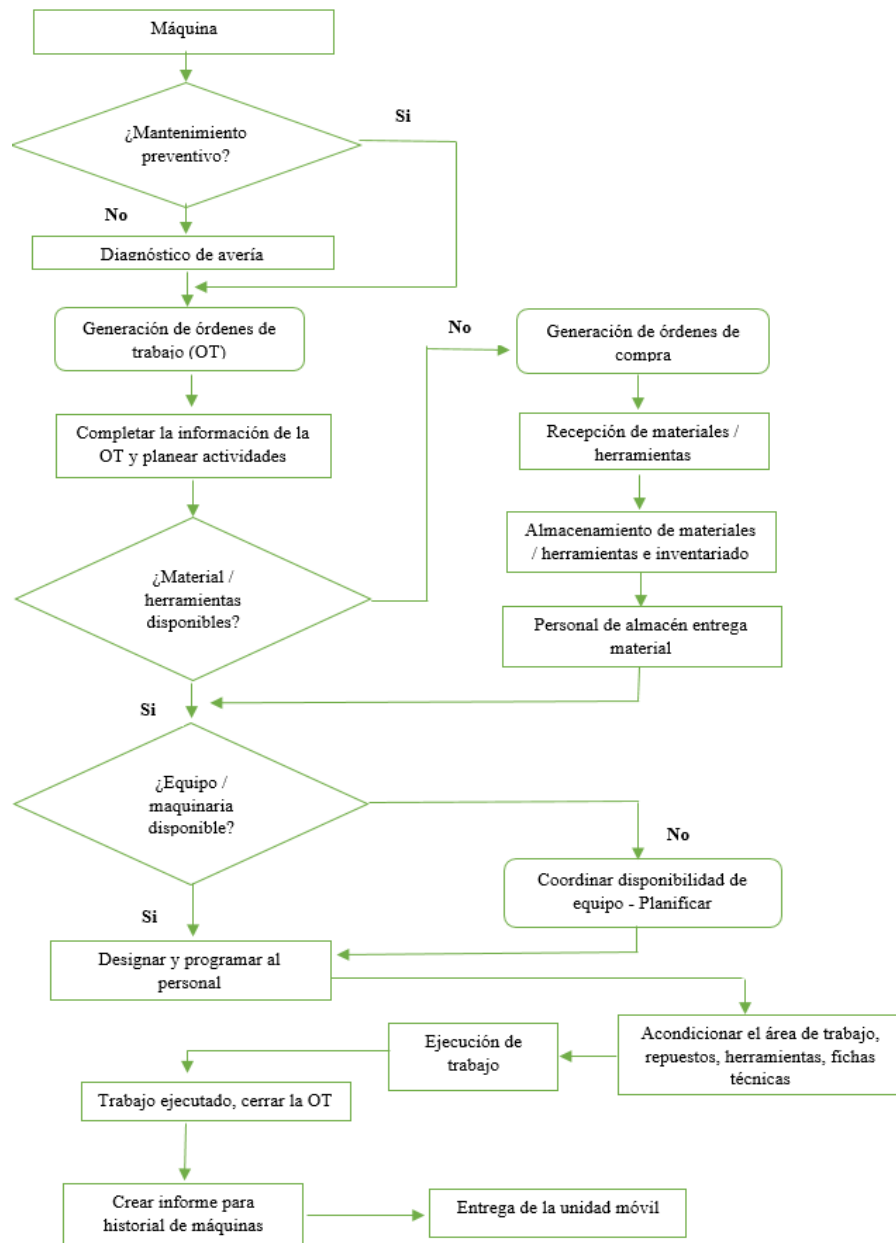 Máquina
Si
¿Mantenimiento
preventivo?
No
Diagnóstico de avería
Generación de órdenes de
trabajo (OT)
No
Generación de órdenes de
compra
Completar la información de la
OT y planear actividades
Recepción de materiales /
herramientas
Almacenamiento de materiales
/ herramientas e inventariado
¿Material /
herramientas
disponibles?
Personal de almacén entrega
material
Si
¿Equipo /
maquinaria
disponible?
No
Coordinar disponibilidad de
equipo - Planificar
Si
Designar y programar al
personal
Acondicionar el área de trabajo,
repuestos, herramientas, fichas
técnicas
Ejecución de
trabajo
Trabajo ejecutado, cerrar la OT
Crear informe para
historial de máquinas
Entrega de la unidad móvil